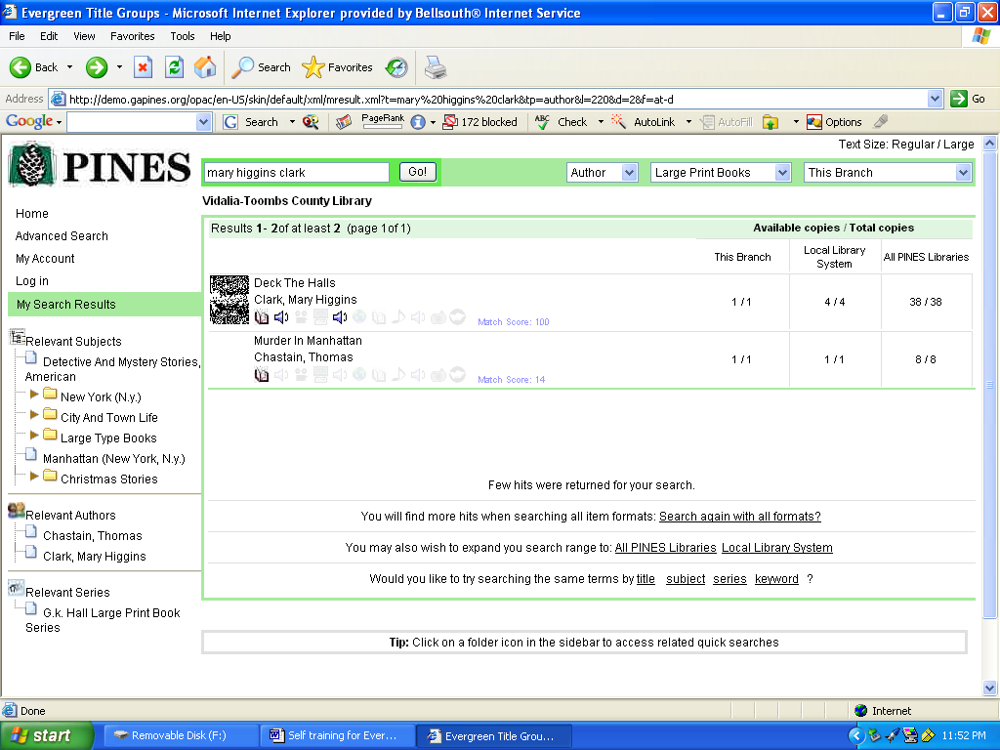 Evergreen Title Groups - Microsoft Internet Explorer provided by Bellsouth® Internet Service
File Edit View Favorites Tools Help
Back Search Favorites
Address http://demo.gapines.org/opac/en-US/skin/default/xml/mresult.xml?t=mary%20higgins%20clark&tp=author&l=220&d=2&f=at-d Go
Google Search PageRank 172 blocked ABC Check AutoLink AutoFill Options
Text Size: Regular / Large
PINES
mary higgins clark Go! Author Large Print Books This Branch
Vidalia-Toombs County Library
Home
Advanced Search
My Account
Log in
My Search Results
Relevant Subjects
Detective And Mystery Stories,
American
New York (N.y.)
City And Town Life
Large Type Books
Manhattan (New York, N.y.)
Christmas Stories
Relevant Authors
Chastain, Thomas
Clark, Mary Higgins
Relevant Series
G.k. Hall Large Print Book
Series
Results 1- 2of at least 2 (page 1 of 1) Available copies / Total copies
This Branch Local Library System All PINES Libraries
Deck The Halls
Clark, Mary Higgins
Match Score: 100
1 / 1 4 / 4 38 / 38
Murder In Manhattan
Chastain, Thomas
Match Score: 14
1 / 1 1 / 1 8 / 8
Few hits were returned for your search.
You will find more hits when searching all item formats: Search again with all formats?
You may also wish to expand you search range to: All PINES Libraries Local Library System
Would you like to try searching the same terms by title subject series keyword ?
Tip: Click on a folder icon in the sidebar to access related quick searches
Done Internet
start Removable Disk (F:) Self training for Ever... Evergreen Title Grou... 11:52 PM